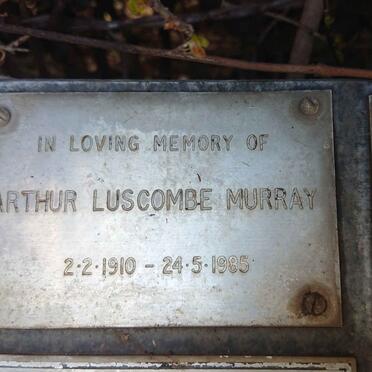 IN LOVING MEMORY OF
ARTHUR LUSCOMBE MURRAY
2·2·1910 - 24·5·1985